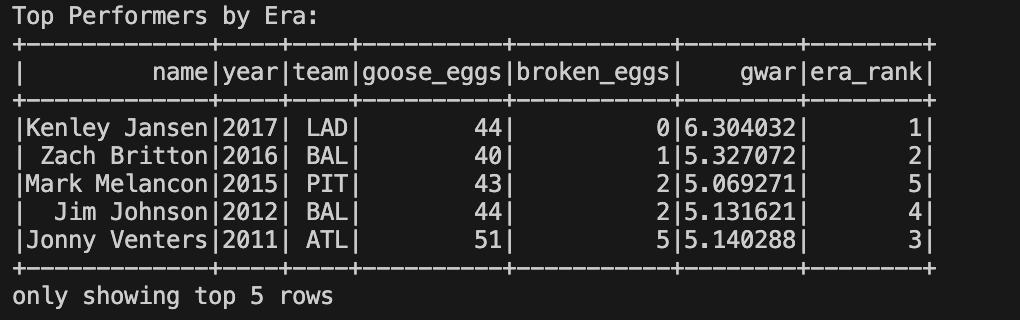 Top Performers by Era:
+---------------+----+----+----------+-----------+--------+--------+
|           name|year|team|goose_eggs|broken_eggs|    gwar|era_rank|
+---------------+----+----+----------+-----------+--------+--------+
|Kenley Jansen|2017| LAD|        44|          0|6.304032|       1|
| Zach Britton|2016| BAL|        40|          1|5.327072|       2|
|Mark Melancon|2015| PIT|        43|          2|5.069271|       5|
|  Jim Johnson|2012| BAL|        44|          2|5.131621|       4|
|Jonny Venters|2011| ATL|        51|          5|5.140288|       3|
+---------------+----+----+----------+-----------+--------+--------+
only showing top 5 rows